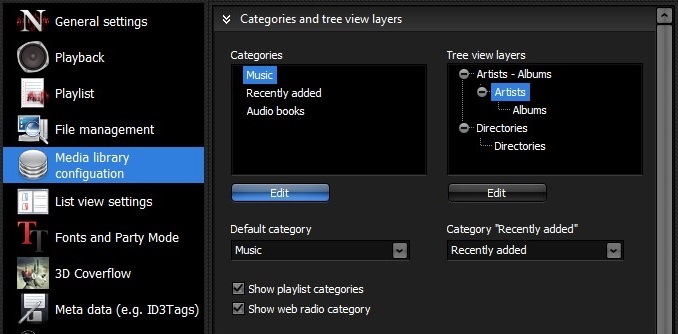 General settings
Playback
Playlist
File management
Media library
configuation
List view settings
Fonts and Party Mode
3D Coverflow
Meta data (e.g. ID3Tags)
Categories and tree view layers
Categories
Music
Recently added
Audio books
Edit
Tree view layers
Artists - Albums
Artists
Albums
Directories
Directories
Edit
Default category
Music
Category "Recently added"
Recently added
Show playlist categories
Show web radio category